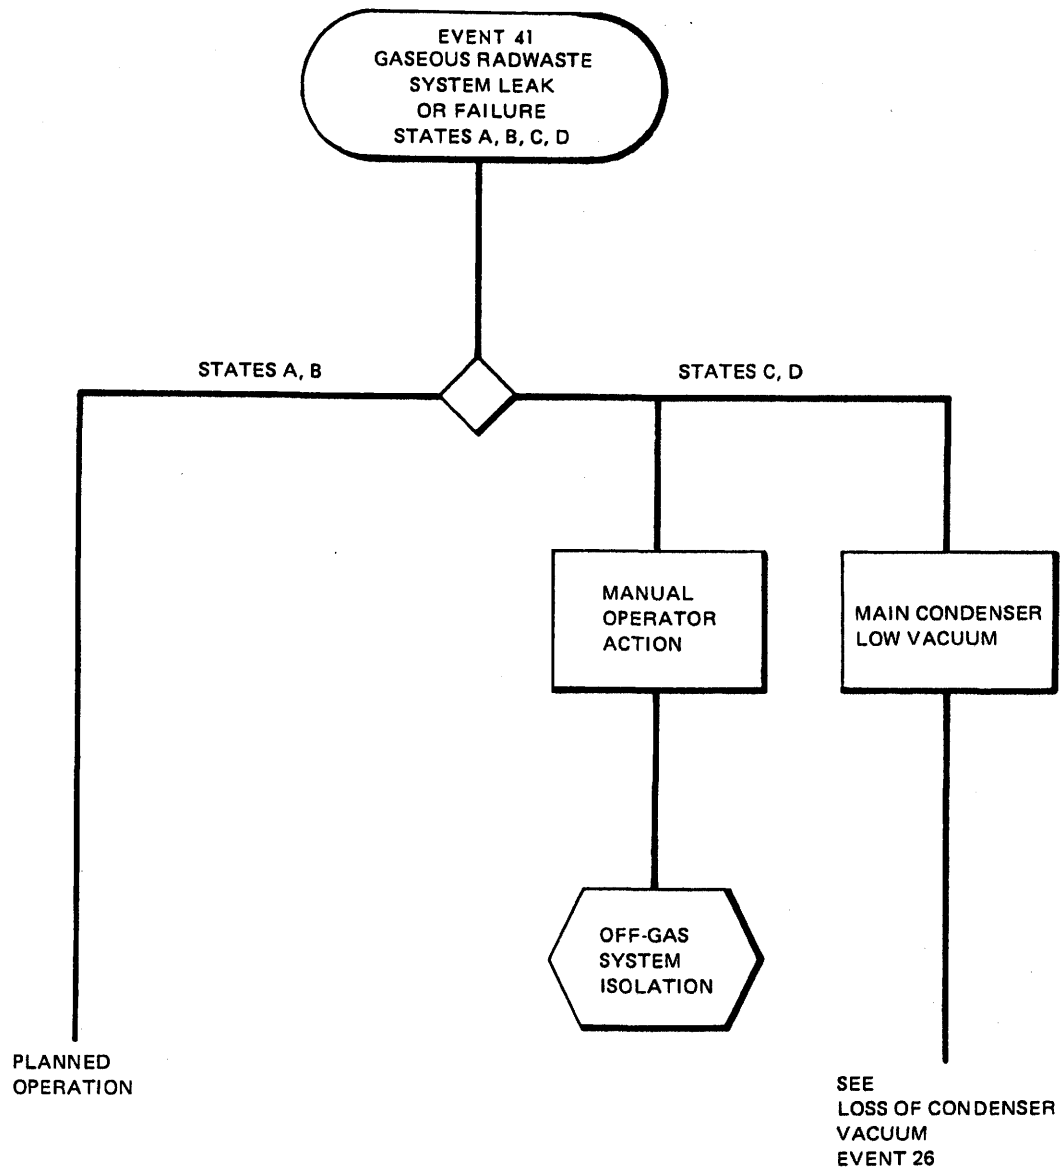 EVENT 41
GASEOUS RADWASTE
SYSTEM LEAK
OR FAILURE
STATES A, B, C, D
STATES A, B
STATES C, D
MANUAL
OPERATOR
ACTION
MAIN CONDENSER
LOW VACUUM
OFF-GAS
SYSTEM
ISOLATION
PLANNED
OPERATION
SEE
LOSS OF CONDENSER
VACUUM
EVENT 26